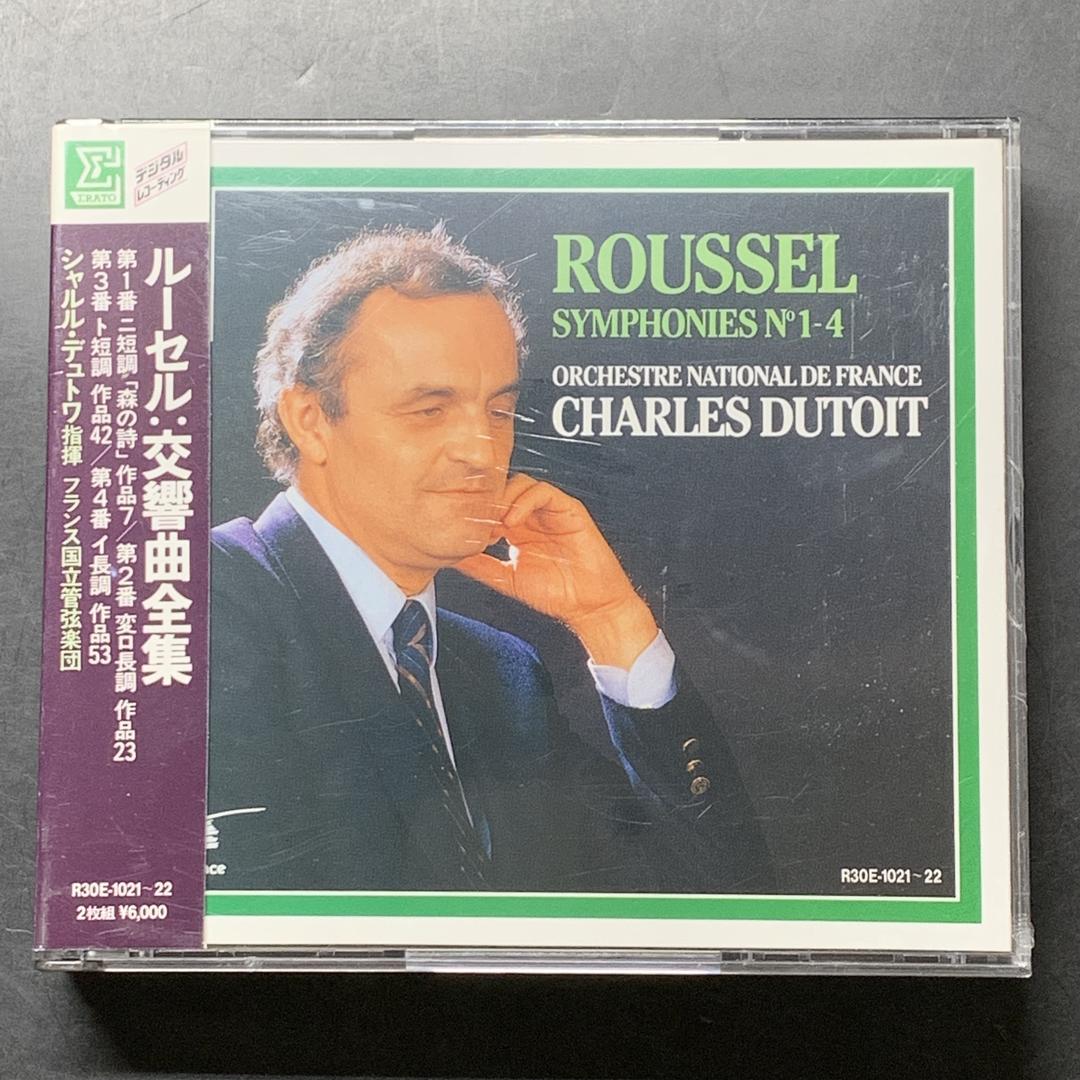 ΣRATO
デジタル
レコーディング
ルーセル:交響曲全集
第1番 ニ短調「森の詩」作品7/第2番 変ロ長調 作品23
第3番 ト短調 作品42/第4番 イ長調 作品53
シャルル・デュトワ指揮 フランス国立管弦楽団
R30E-1021~22
2枚組 ¥6,000
ROUSSEL
SYMPHONIES Nº 1-4
ORCHESTRE NATIONAL DE FRANCE
CHARLES DUTOIT
R30E-1021~22